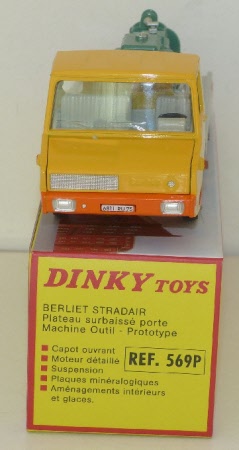 DINKY TOYS
BERLIET STRADAIR
Plateau surbaissé porte
Machine Outil - Prototype
Capot ouvrant
Moteur détaillé
Suspension
Plaques minéralogiques
Aménagements intérieurs
et glaces.
REF. 569P